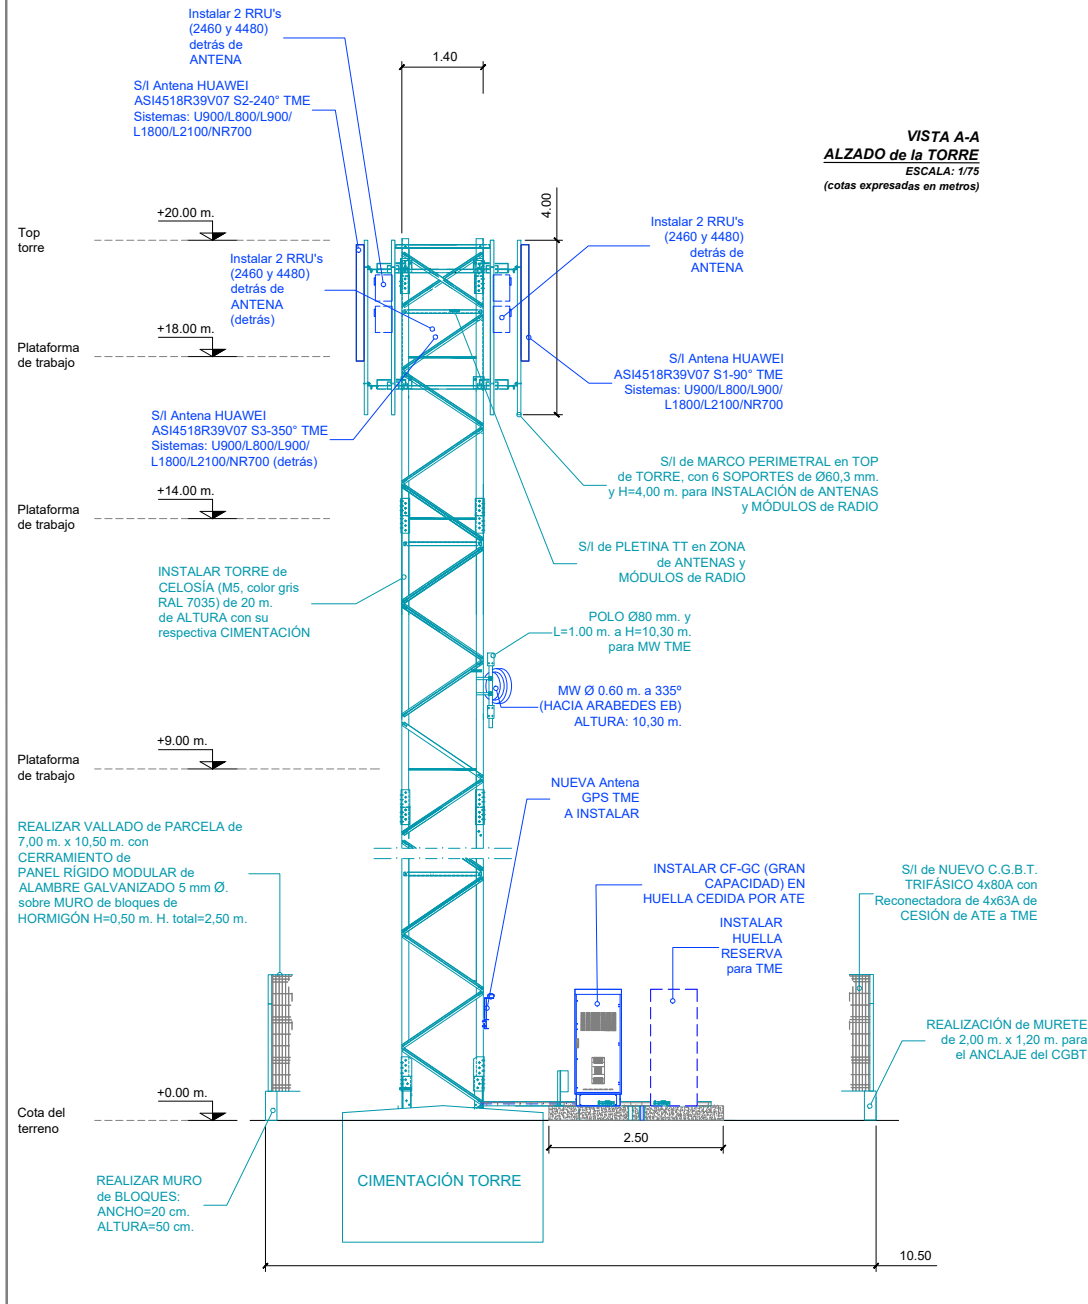 Instalar 2 RRU's
(2460 y 4480)
detrás de
ANTENA
1.40
S/I Antena HUAWEI
ASI4518R39V07 S2-240° TME
Sistemas: U900/L800/L900/
L1800/L2100/NR700
VISTA A-A
ALZADO de la TORRE
ESCALA: 1/75
(cotas expresadas en metros)
4.00
+20.00 m.
Top
torre
Instalar 2 RRU's
(2460 y 4480)
detrás de
ANTENA
(detrás)
Instalar 2 RRU's
(2460 y 4480)
detrás de
ANTENA
+18.00 m.
Plataforma
de trabajo
S/I Antena HUAWEI
ASI4518R39V07 S1-90° TME
Sistemas: U900/L800/L900/
L1800/L2100/NR700
S/I Antena HUAWEI
ASI4518R39V07 S3-350° TME
Sistemas: U900/L800/L900/
L1800/L2100/NR700 (detrás)
S/I de MARCO PERIMETRAL en TOP
de TORRE, con 6 SOPORTES de Ø60,3 mm.
y H=4,00 m. para INSTALACIÓN de ANTENAS
y MÓDULOS de RADIO
+14.00 m.
Plataforma
de trabajo
S/I de PLETINA TT en ZONA
de ANTENAS y
MÓDULOS de RADIO
INSTALAR TORRE de
CELOSÍA (M5, color gris
RAL 7035) de 20 m.
de ALTURA con su
respectiva CIMENTACIÓN
POLO Ø80 mm. y
L=1.00 m. a H=10,30 m.
para MW TME
MW Ø 0.60 m. a 335º
(HACIA ARABEDES EB)
ALTURA: 10,30 m.
+9.00 m.
Plataforma
de trabajo
NUEVA Antena
GPS TME
A INSTALAR
REALIZAR VALLADO de PARCELA de
7,00 m. x 10,50 m. con
CERRAMIENTO de
PANEL RÍGIDO MODULAR de
ALAMBRE GALVANIZADO 5 mm Ø.
sobre MURO de bloques de
HORMIGÓN H=0,50 m. H. total=2,50 m.
INSTALAR CF-GC (GRAN
CAPACIDAD) EN
HUELLA CEDIDA POR ATE
INSTALAR
HUELLA
RESERVA
para TME
S/I de NUEVO C.G.B.T.
TRIFÁSICO 4x80A con
Reconectadora de 4x63A de
CESIÓN de ATE a TME
REALIZACIÓN de MURETE
de 2,00 m. x 1,20 m. para
el ANCLAJE del CGBT
+0.00 m.
Cota del
terreno
2.50
CIMENTACIÓN TORRE
REALIZAR MURO
de BLOQUES:
ANCHO=20 cm.
ALTURA=50 cm.
10.50